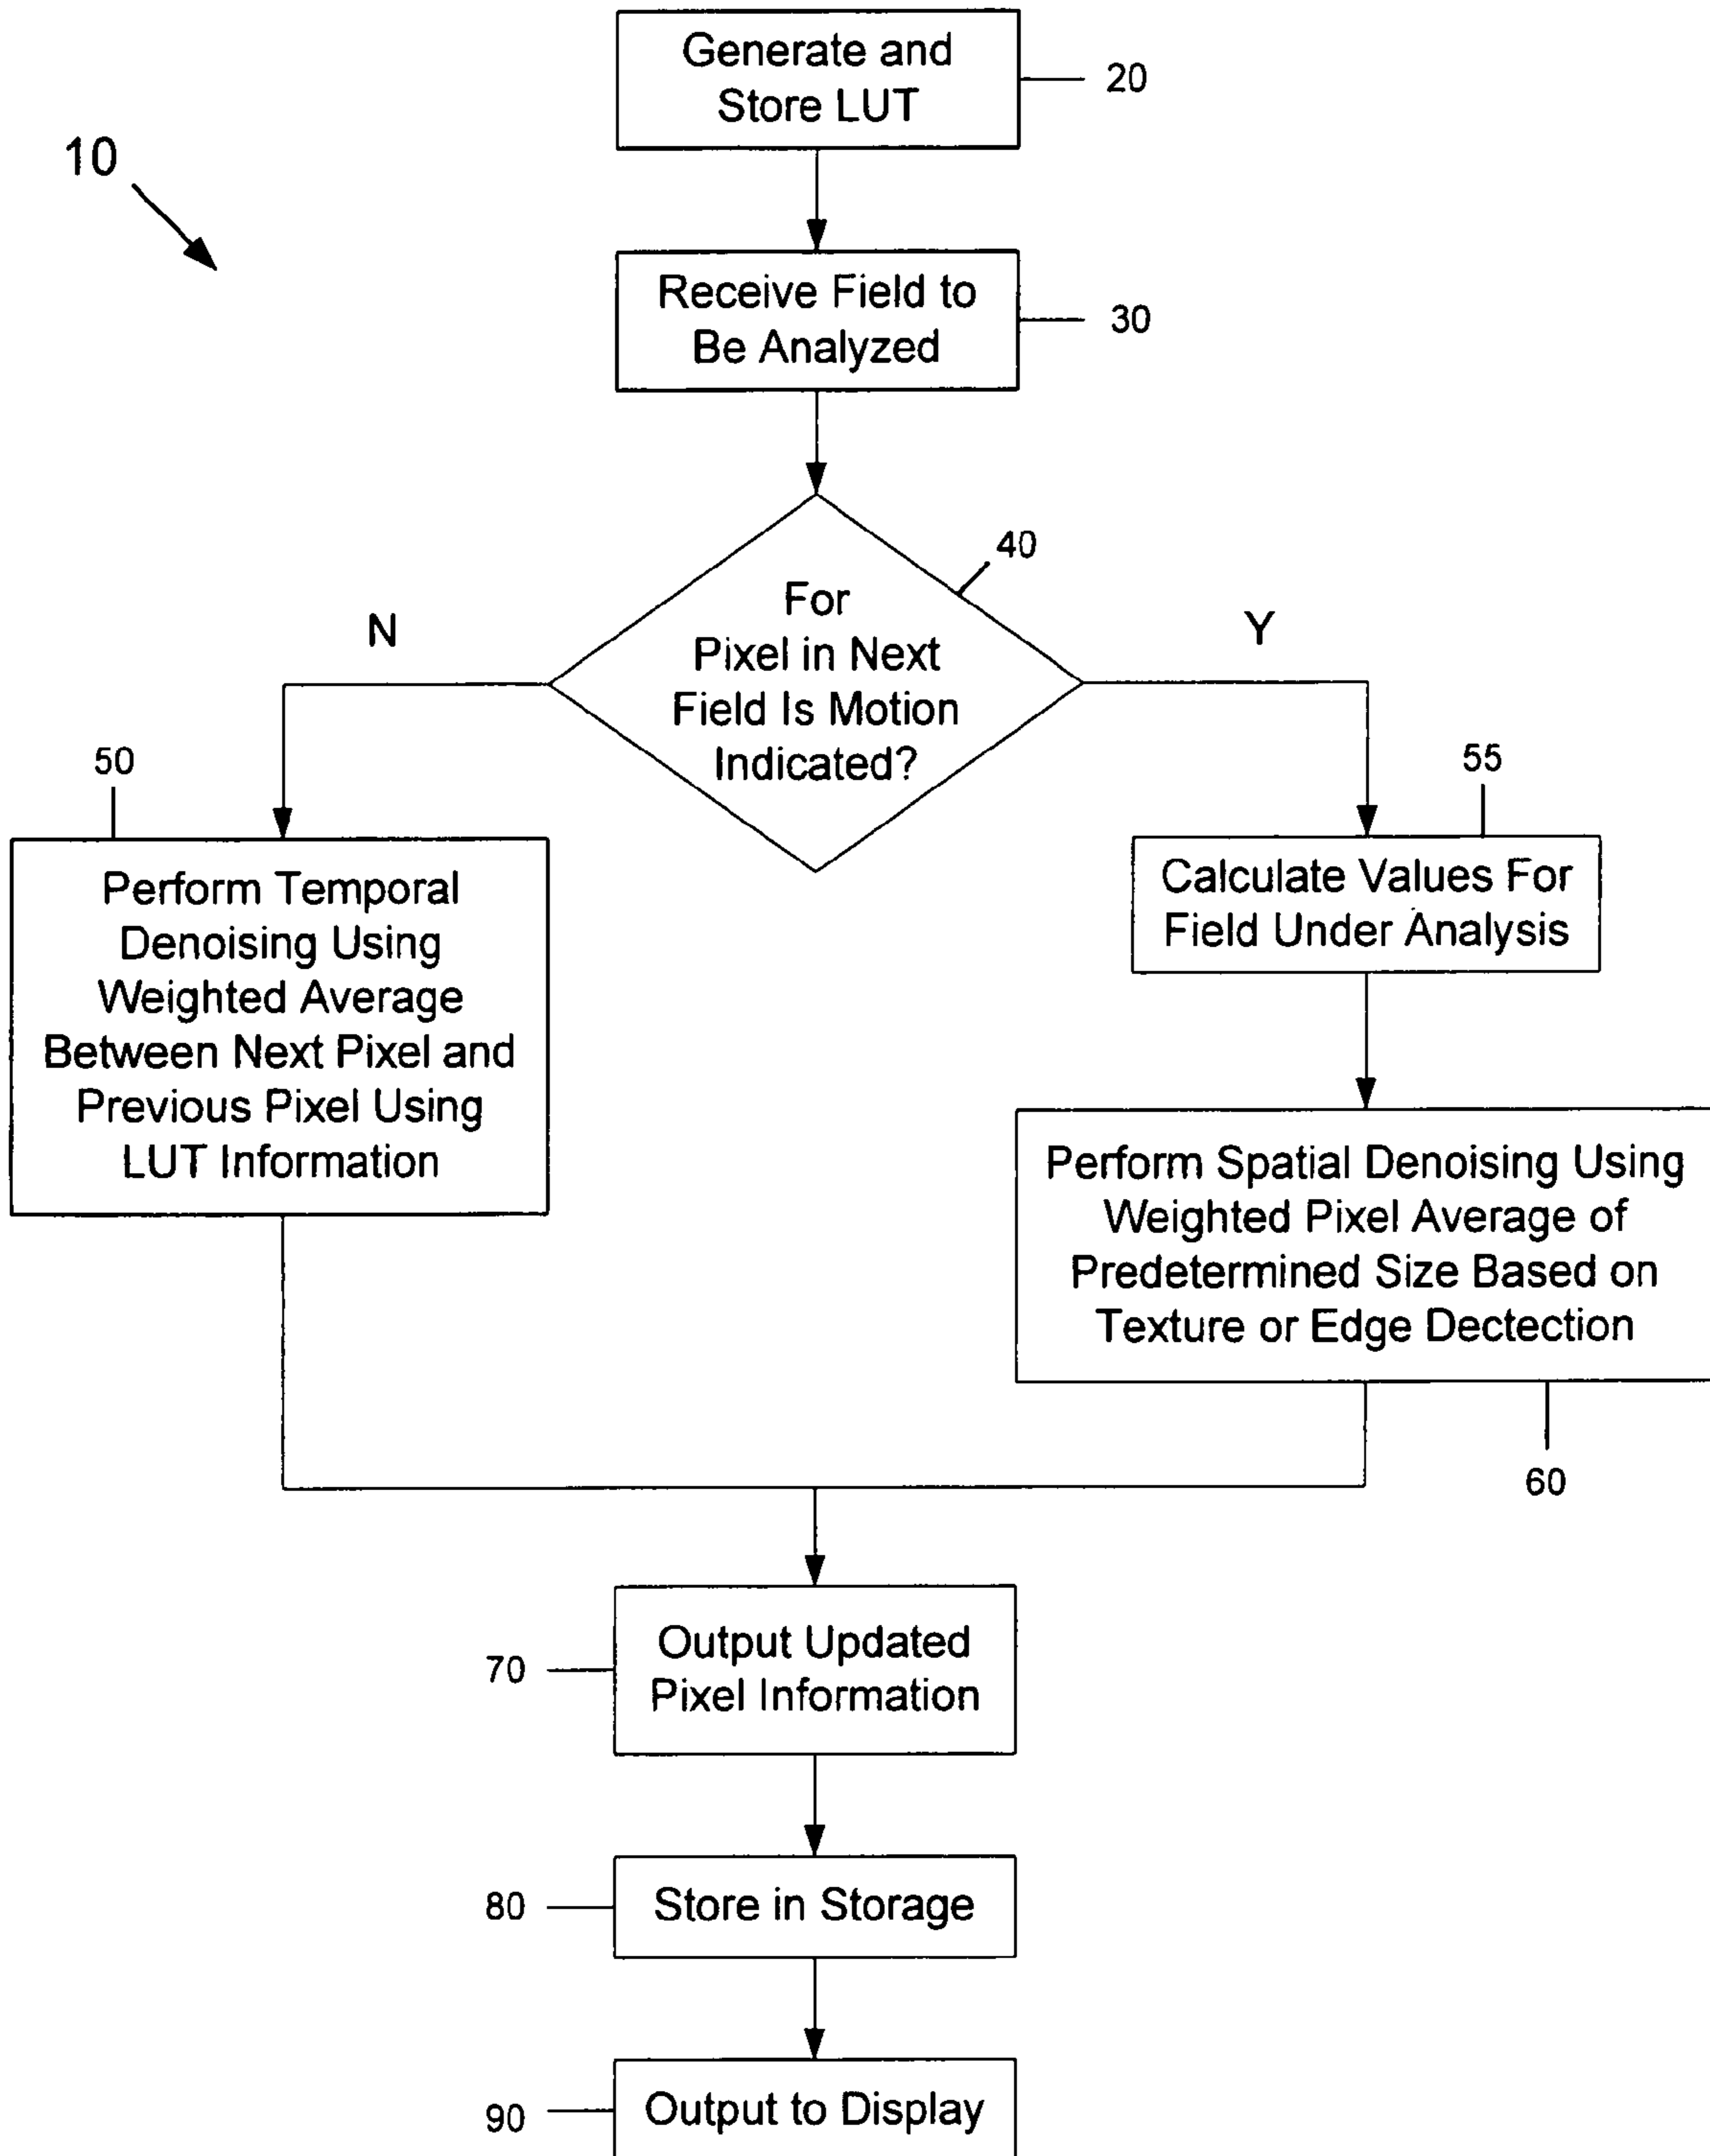 Generate and
Store LUT
20
10
Receive Field to
Be Analyzed
30
40
For
Pixel in Next
Field Is Motion
Indicated?
N
Y
50
Perform Temporal
Denoising Using
Weighted Average
Between Next Pixel and
Previous Pixel Using
LUT Information
55
Calculate Values For
Field Under Analysis
Perform Spatial Denoising Using
Weighted Pixel Average of
Predetermined Size Based on
Texture or Edge Dectection
60
Output Updated
Pixel Information
70
Store in Storage
80
Output to Display
90